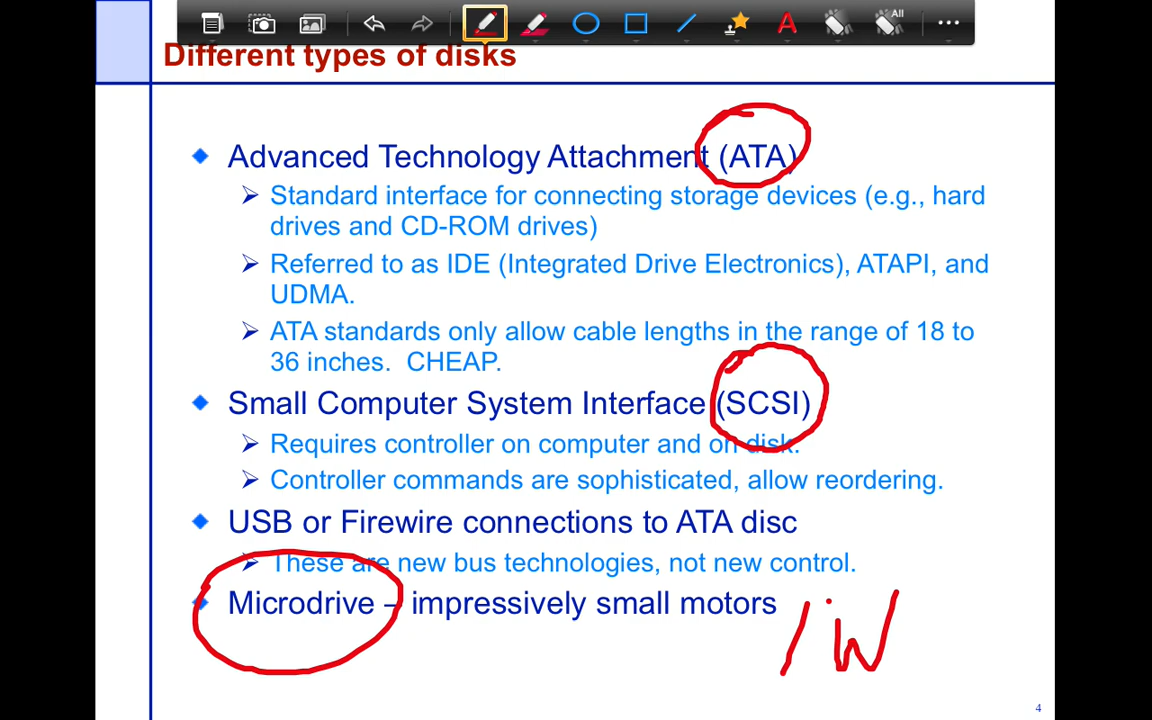 All
A
Different types of disks
Advanced Technology Attachment (ATA)
Standard interface for connecting storage devices (e.g., hard
drives and CD-ROM drives)
Referred to as IDE (Integrated Drive Electronics), ATAPI, and
UDMA.
ATA standards only allow cable lengths in the range of 18 to
36 inches.  CHEAP.
Small Computer System Interface (SCSI)
Requires controller on computer and on disk.
Controller commands are sophisticated, allow reordering.
USB or Firewire connections to ATA disc
These are new bus technologies, not new control.
Microdrive – impressively small motors
4